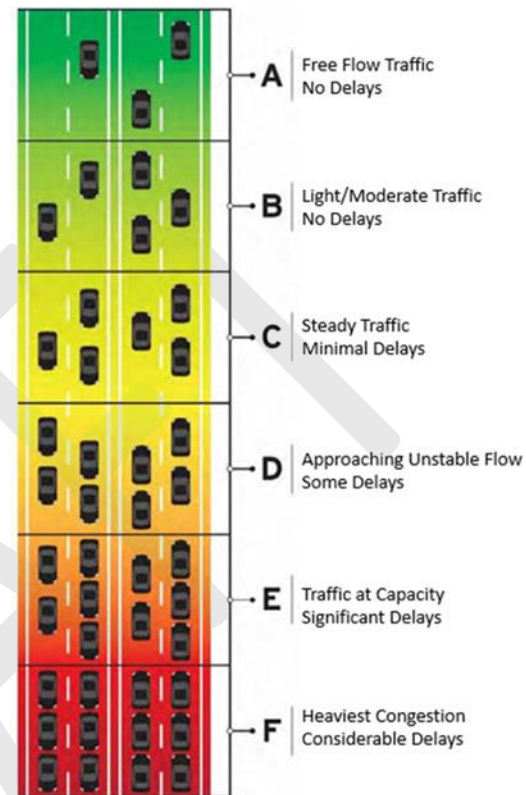 A
Free Flow Traffic
No Delays
B
Light/Moderate Traffic
No Delays
C
Steady Traffic
Minimal Delays
D
Approaching Unstable Flow
Some Delays
E
Traffic at Capacity
Significant Delays
F
Heaviest Congestion
Considerable Delays